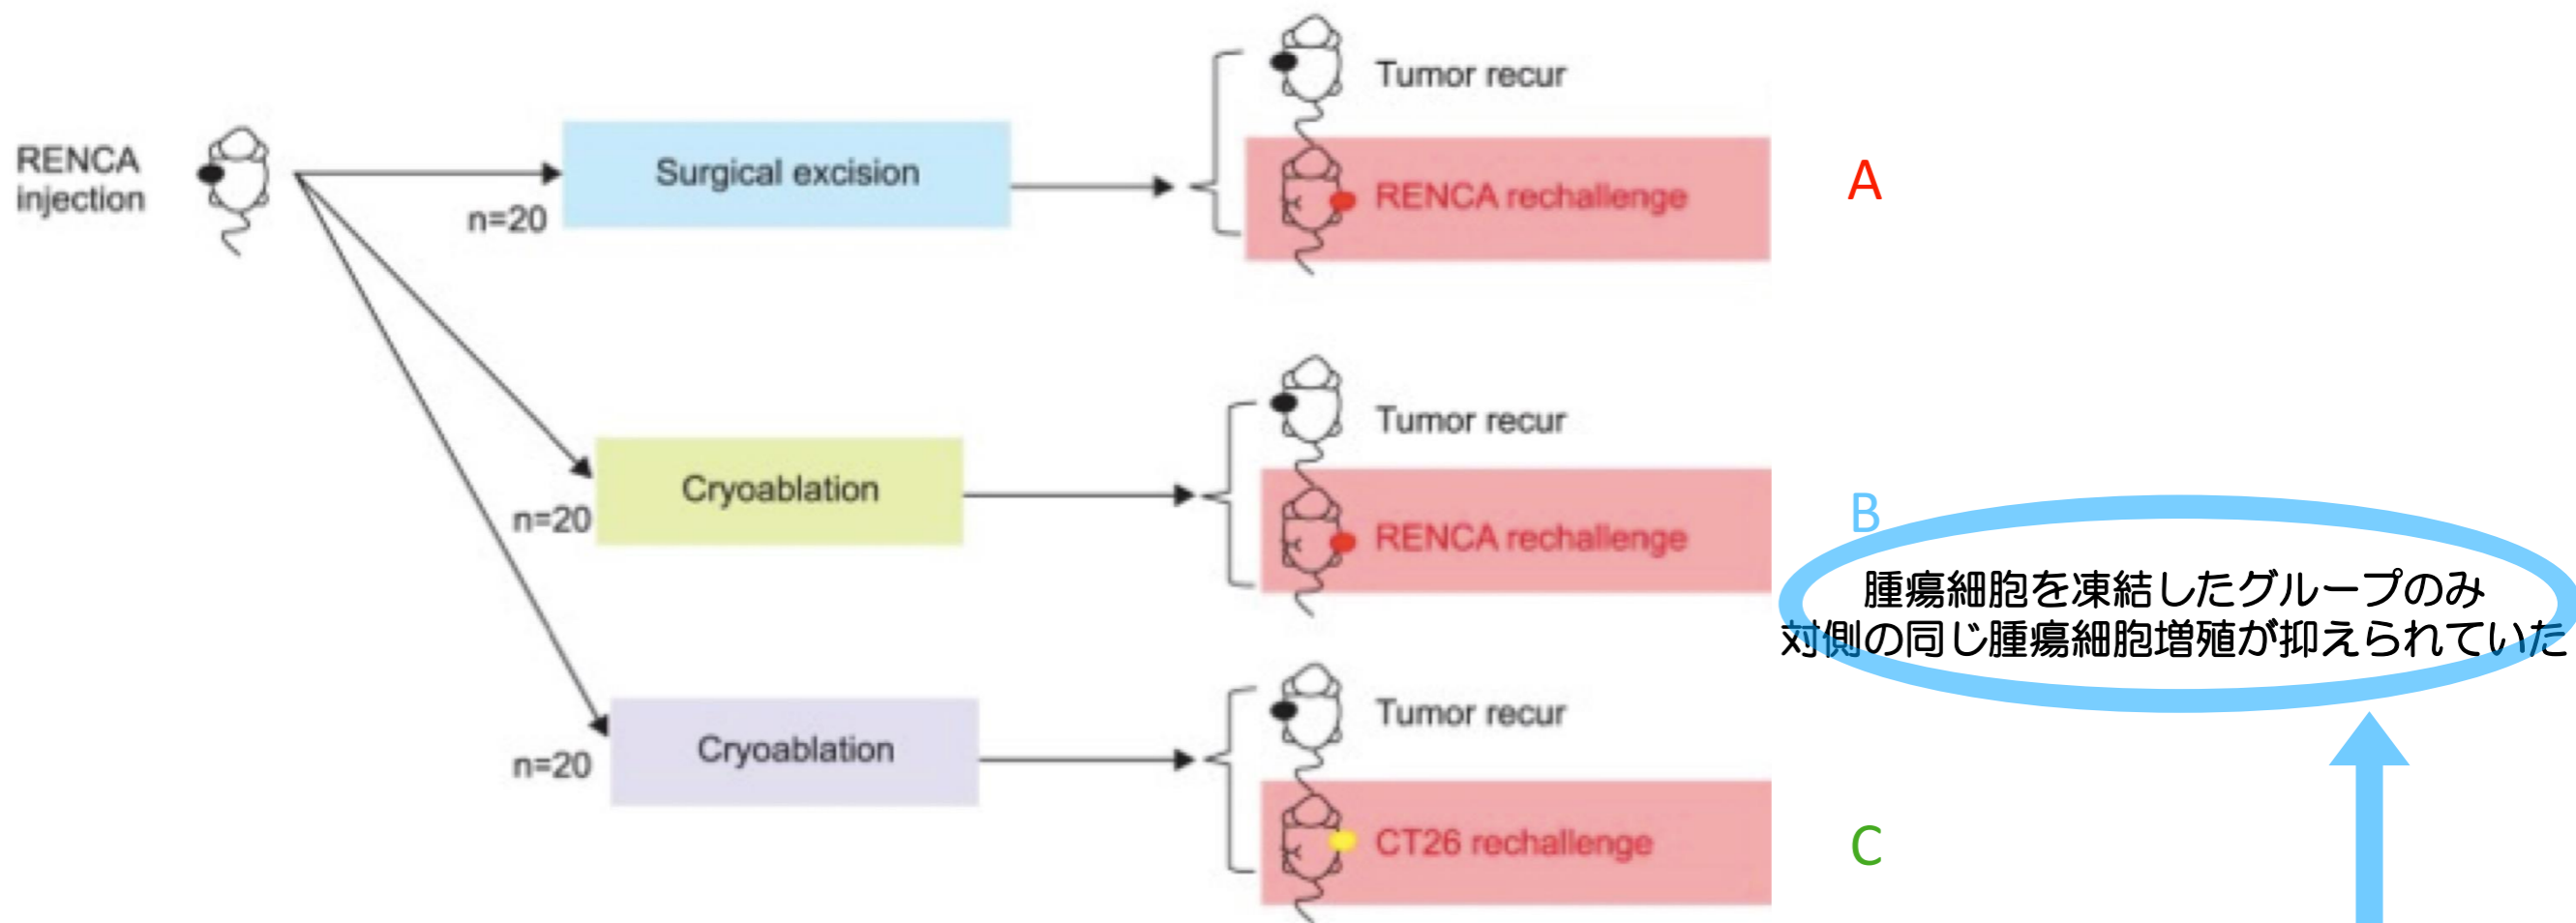 RENCA
injection
n=20
Surgical excision
Tumor recur
RENCA rechallenge
A
n=20
Cryoablation
Tumor recur
RENCA rechallenge
B
腫瘍細胞を凍結したグループのみ
対側の同じ腫瘍細胞増殖が抑えられていた
n=20
Cryoablation
Tumor recur
CT26 rechallenge
C